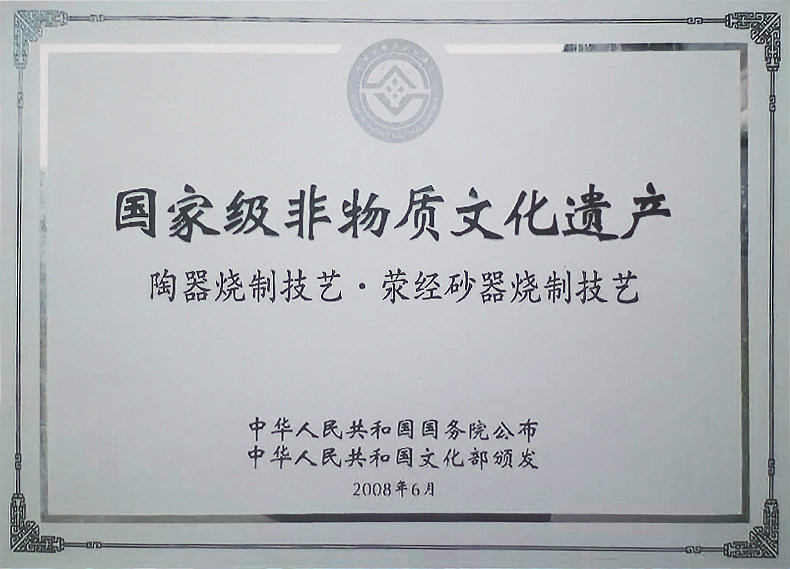 国家级非物质文化遗产
陶器烧制技艺·荥经砂器烧制技艺
中华人民共和国国务院公布
中华人民共和国文化部颁发
2008年6月